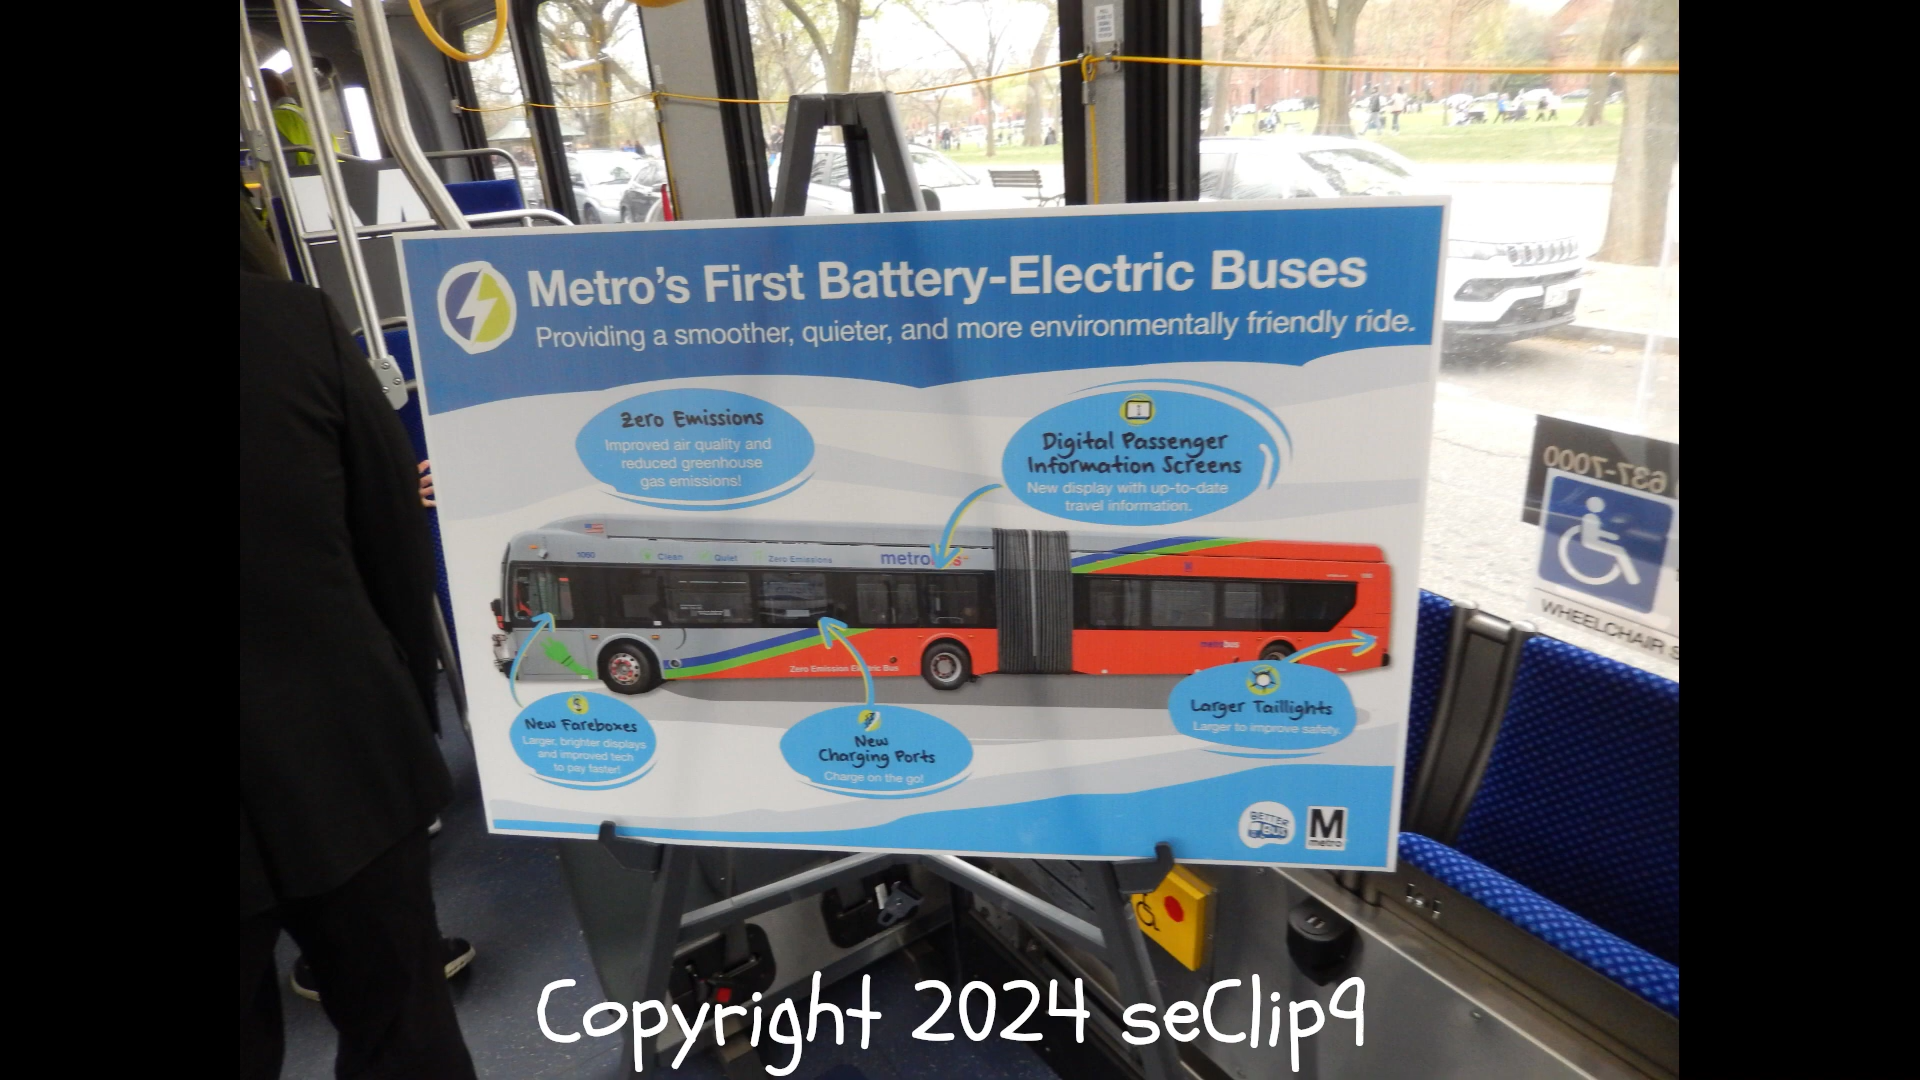 Metro's First Battery-Electric Buses
Providing a smoother, quieter, and more environmentally friendly ride.
Zero Emissions
Improved air quality and
reduced greenhouse
gas emissions!
Digital Passenger
Information Screens
New display with up-to-date
travel information.
1060
Clean
Quiet
Zero Emissions
metrobus
Zero Emission Electric Bus
metrobus
New Fareboxes
Larger, brighter displays
and improved tech
to pay faster!
New
Charging Ports
Charge on the go!
Larger Taillights
Larger to improve safety.
BETTER
Bus
M
metro
637-7000
WHEELCHAIR S
Copyright 2024 seClip9